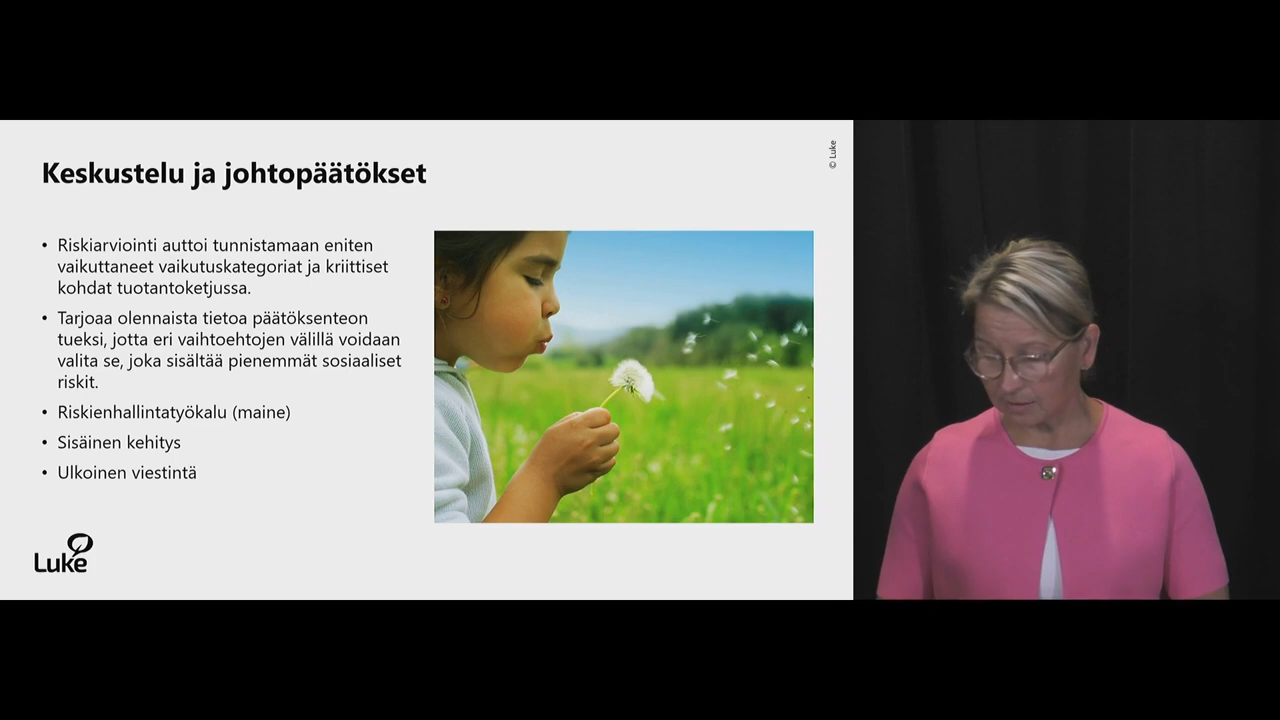 Keskustelu ja johtopäätökset
© Luke
• Riskiarviointi auttoi tunnistamaan eniten
vaikuttaneet vaikutuskategoriat ja kriittiset
kohdat tuotantoketjussa.
• Tarjoaa olennaista tietoa päätöksenteon
tueksi, jotta eri vaihtoehtojen välillä voidaan
valita se, joka sisältää pienemmät sosiaaliset
riskit.
• Riskienhallintatyökalu (maine)
• Sisäinen kehitys
• Ulkoinen viestintä
Luke